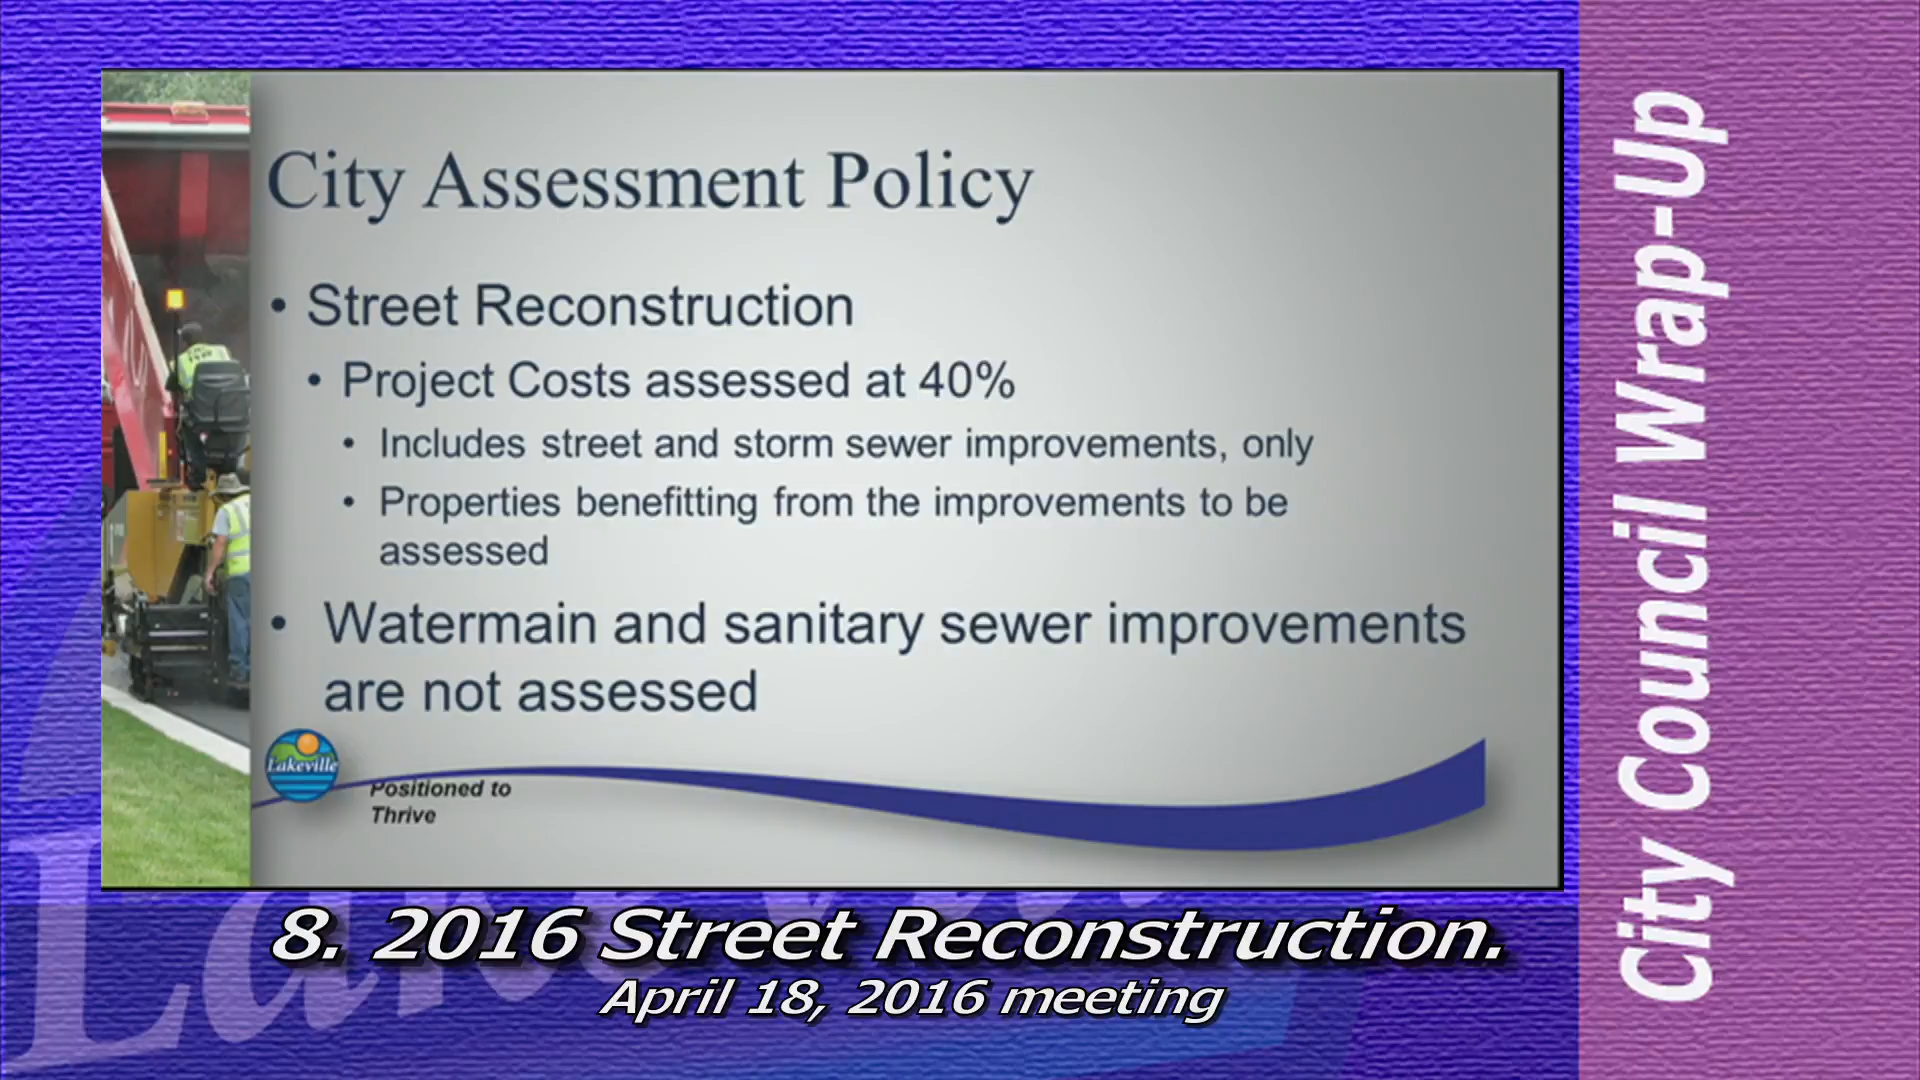 City Assessment Policy
• Street Reconstruction
• Project Costs assessed at 40%
• Includes street and storm sewer improvements, only
• Properties benefitting from the improvements to be
assessed
• Watermain and sanitary sewer improvements
are not assessed
Lakeville
Positioned to
Thrive
8. 2016 Street Reconstruction.
April 18, 2016 meeting
City Council Wrap-Up